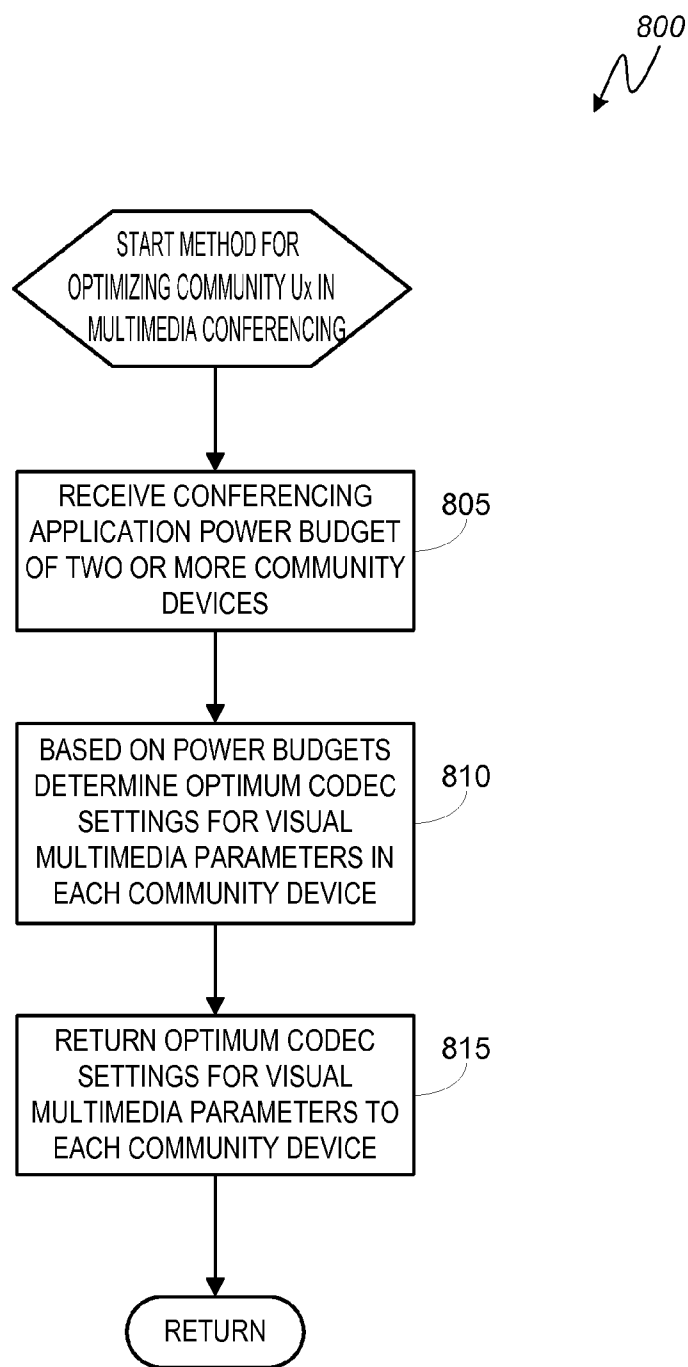 800
START METHOD FOR
OPTIMIZING COMMUNITY Ux IN
MULTIMEDIA CONFERENCING
RECEIVE CONFERENCING
APPLICATION POWER BUDGET
OF TWO OR MORE COMMUNITY
DEVICES
805
BASED ON POWER BUDGETS
DETERMINE OPTIMUM CODEC
SETTINGS FOR VISUAL
MULTIMEDIA PARAMETERS IN
EACH COMMUNITY DEVICE
810
RETURN OPTIMUM CODEC
SETTINGS FOR VISUAL
MULTIMEDIA PARAMETERS TO
EACH COMMUNITY DEVICE
815
RETURN